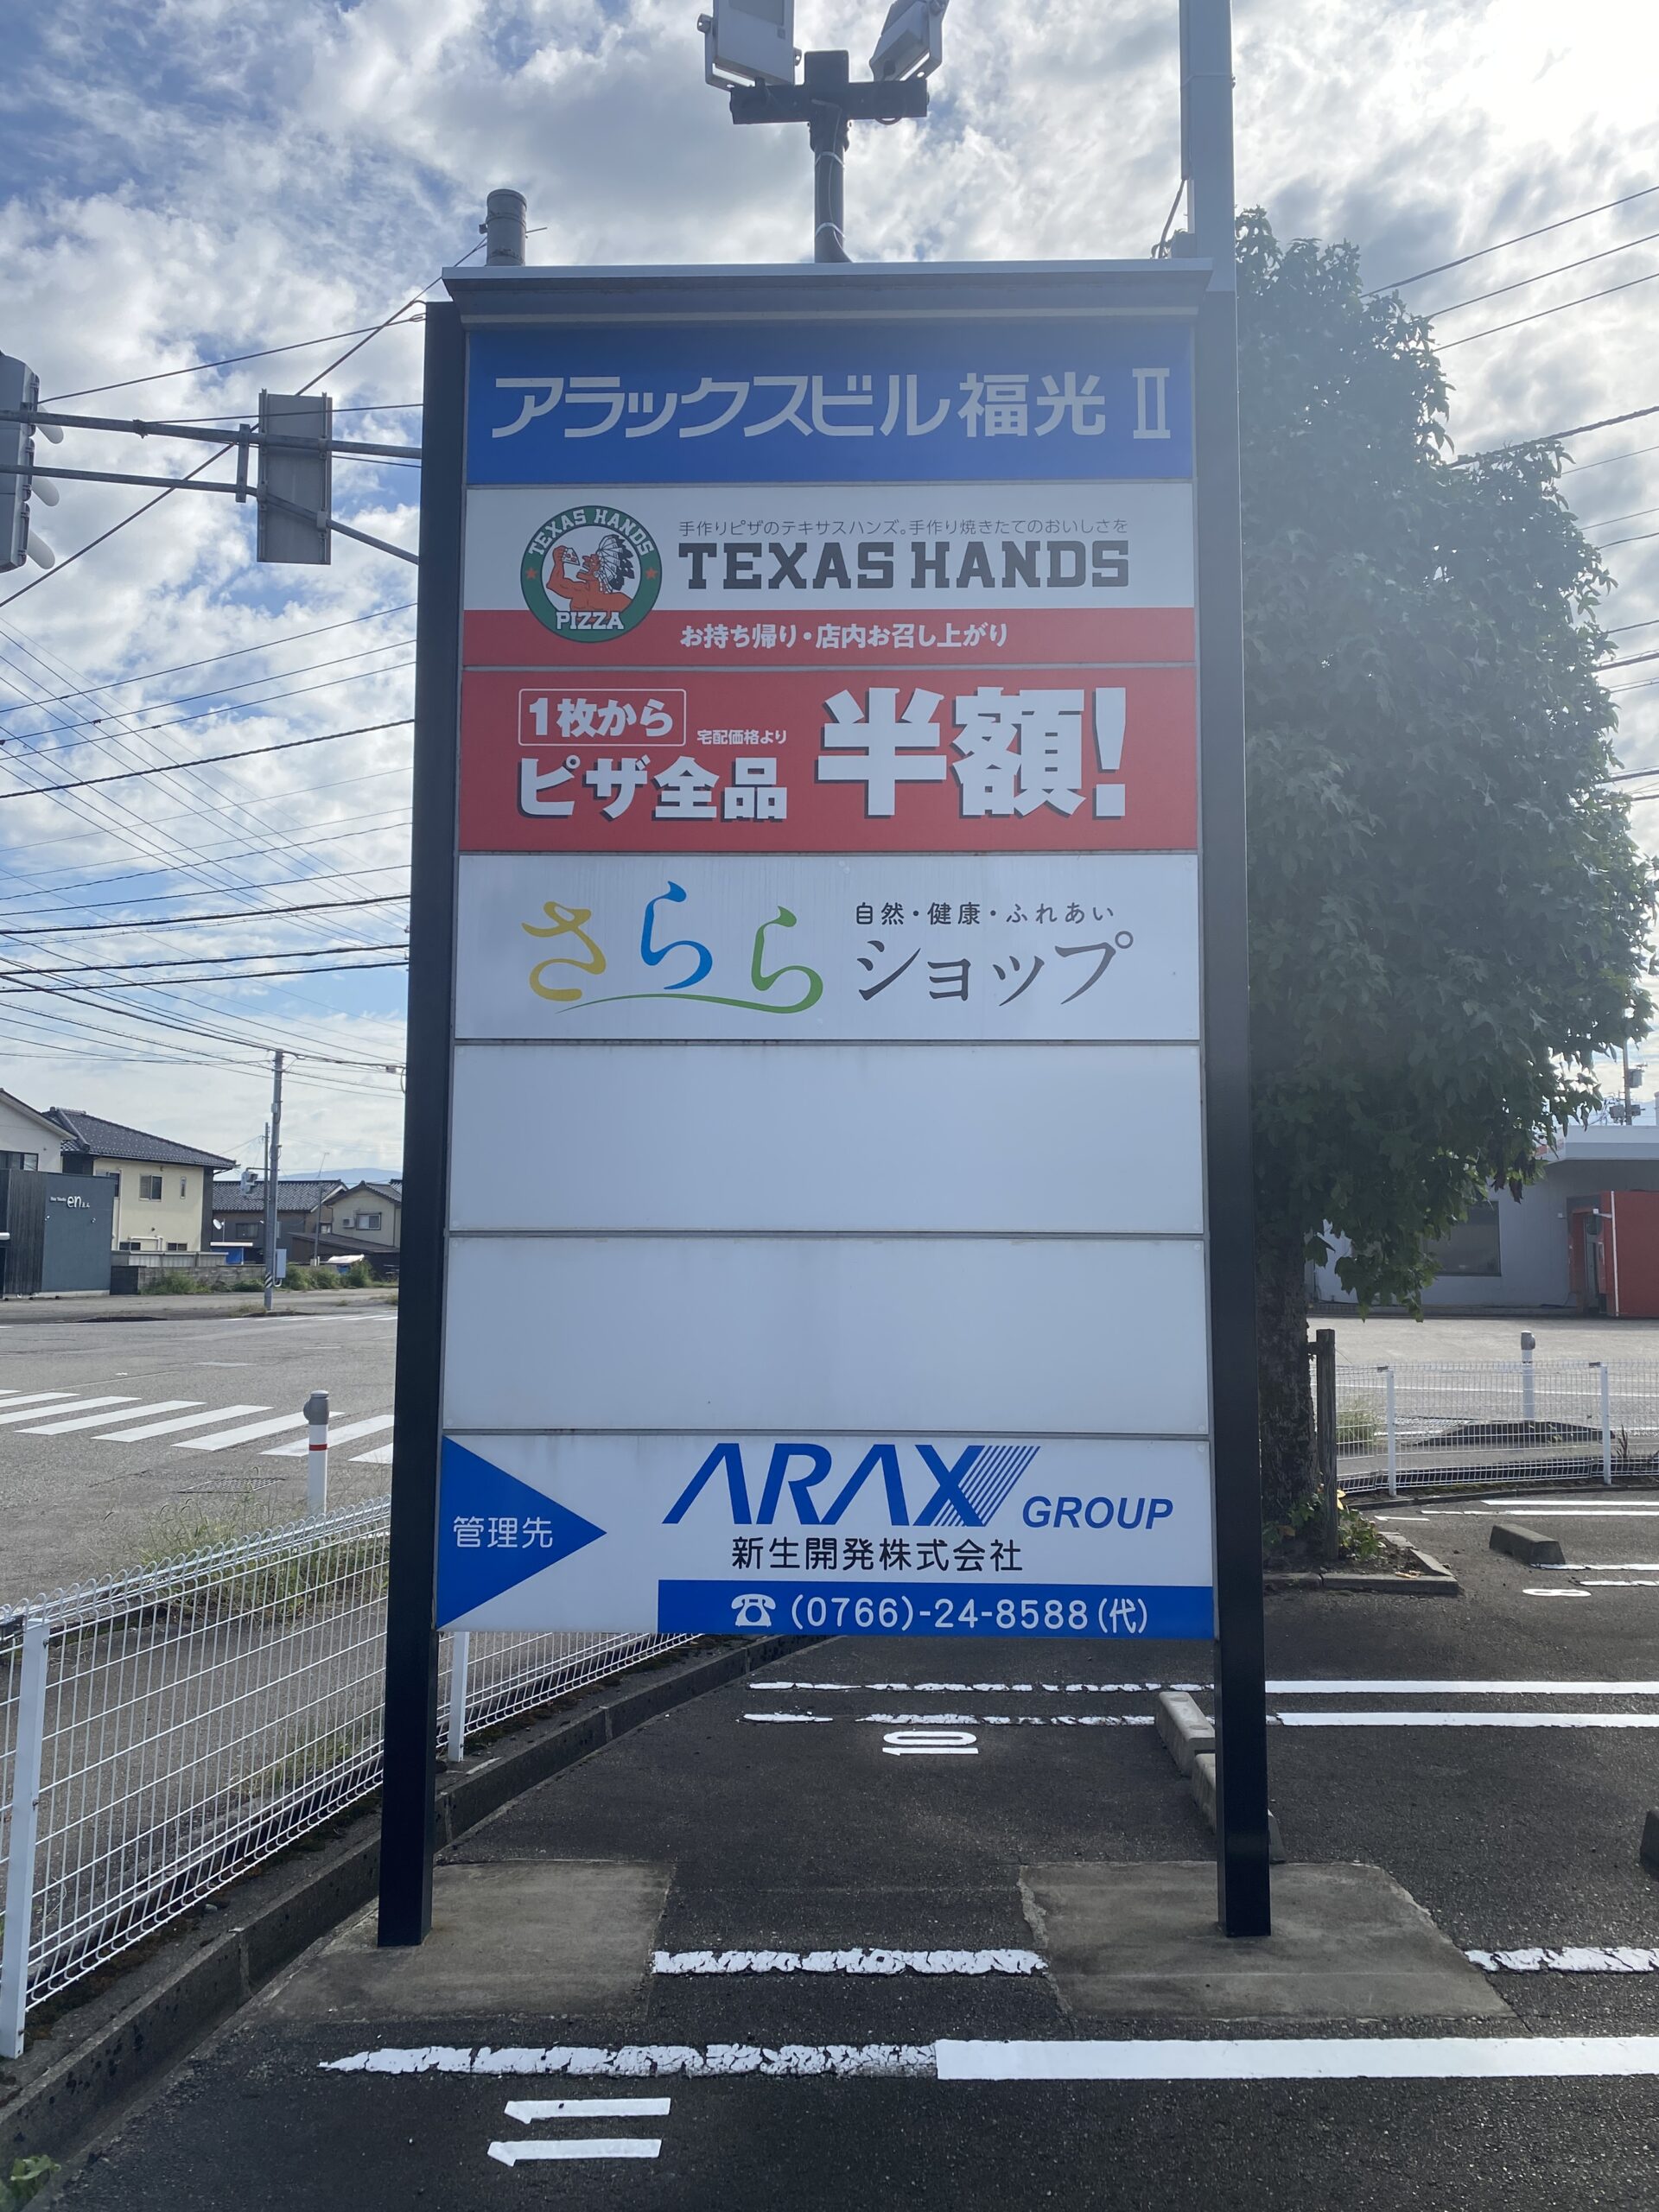 アラックスビル福光Ⅱ
TEXAS HANDS
PIZZA
手作りピザのテキサスハンズ。手作り焼きたてのおいしさを
TEXAS HANDS
お持ち帰り・店内お召し上がり
1枚から
宅配価格より
ピザ全品
半額!
さらら
自然・健康・ふれあい
ショップ
管理先
ARAX GROUP
新生開発株式会社
☎(0766)-24-8588(代)
en
10
11